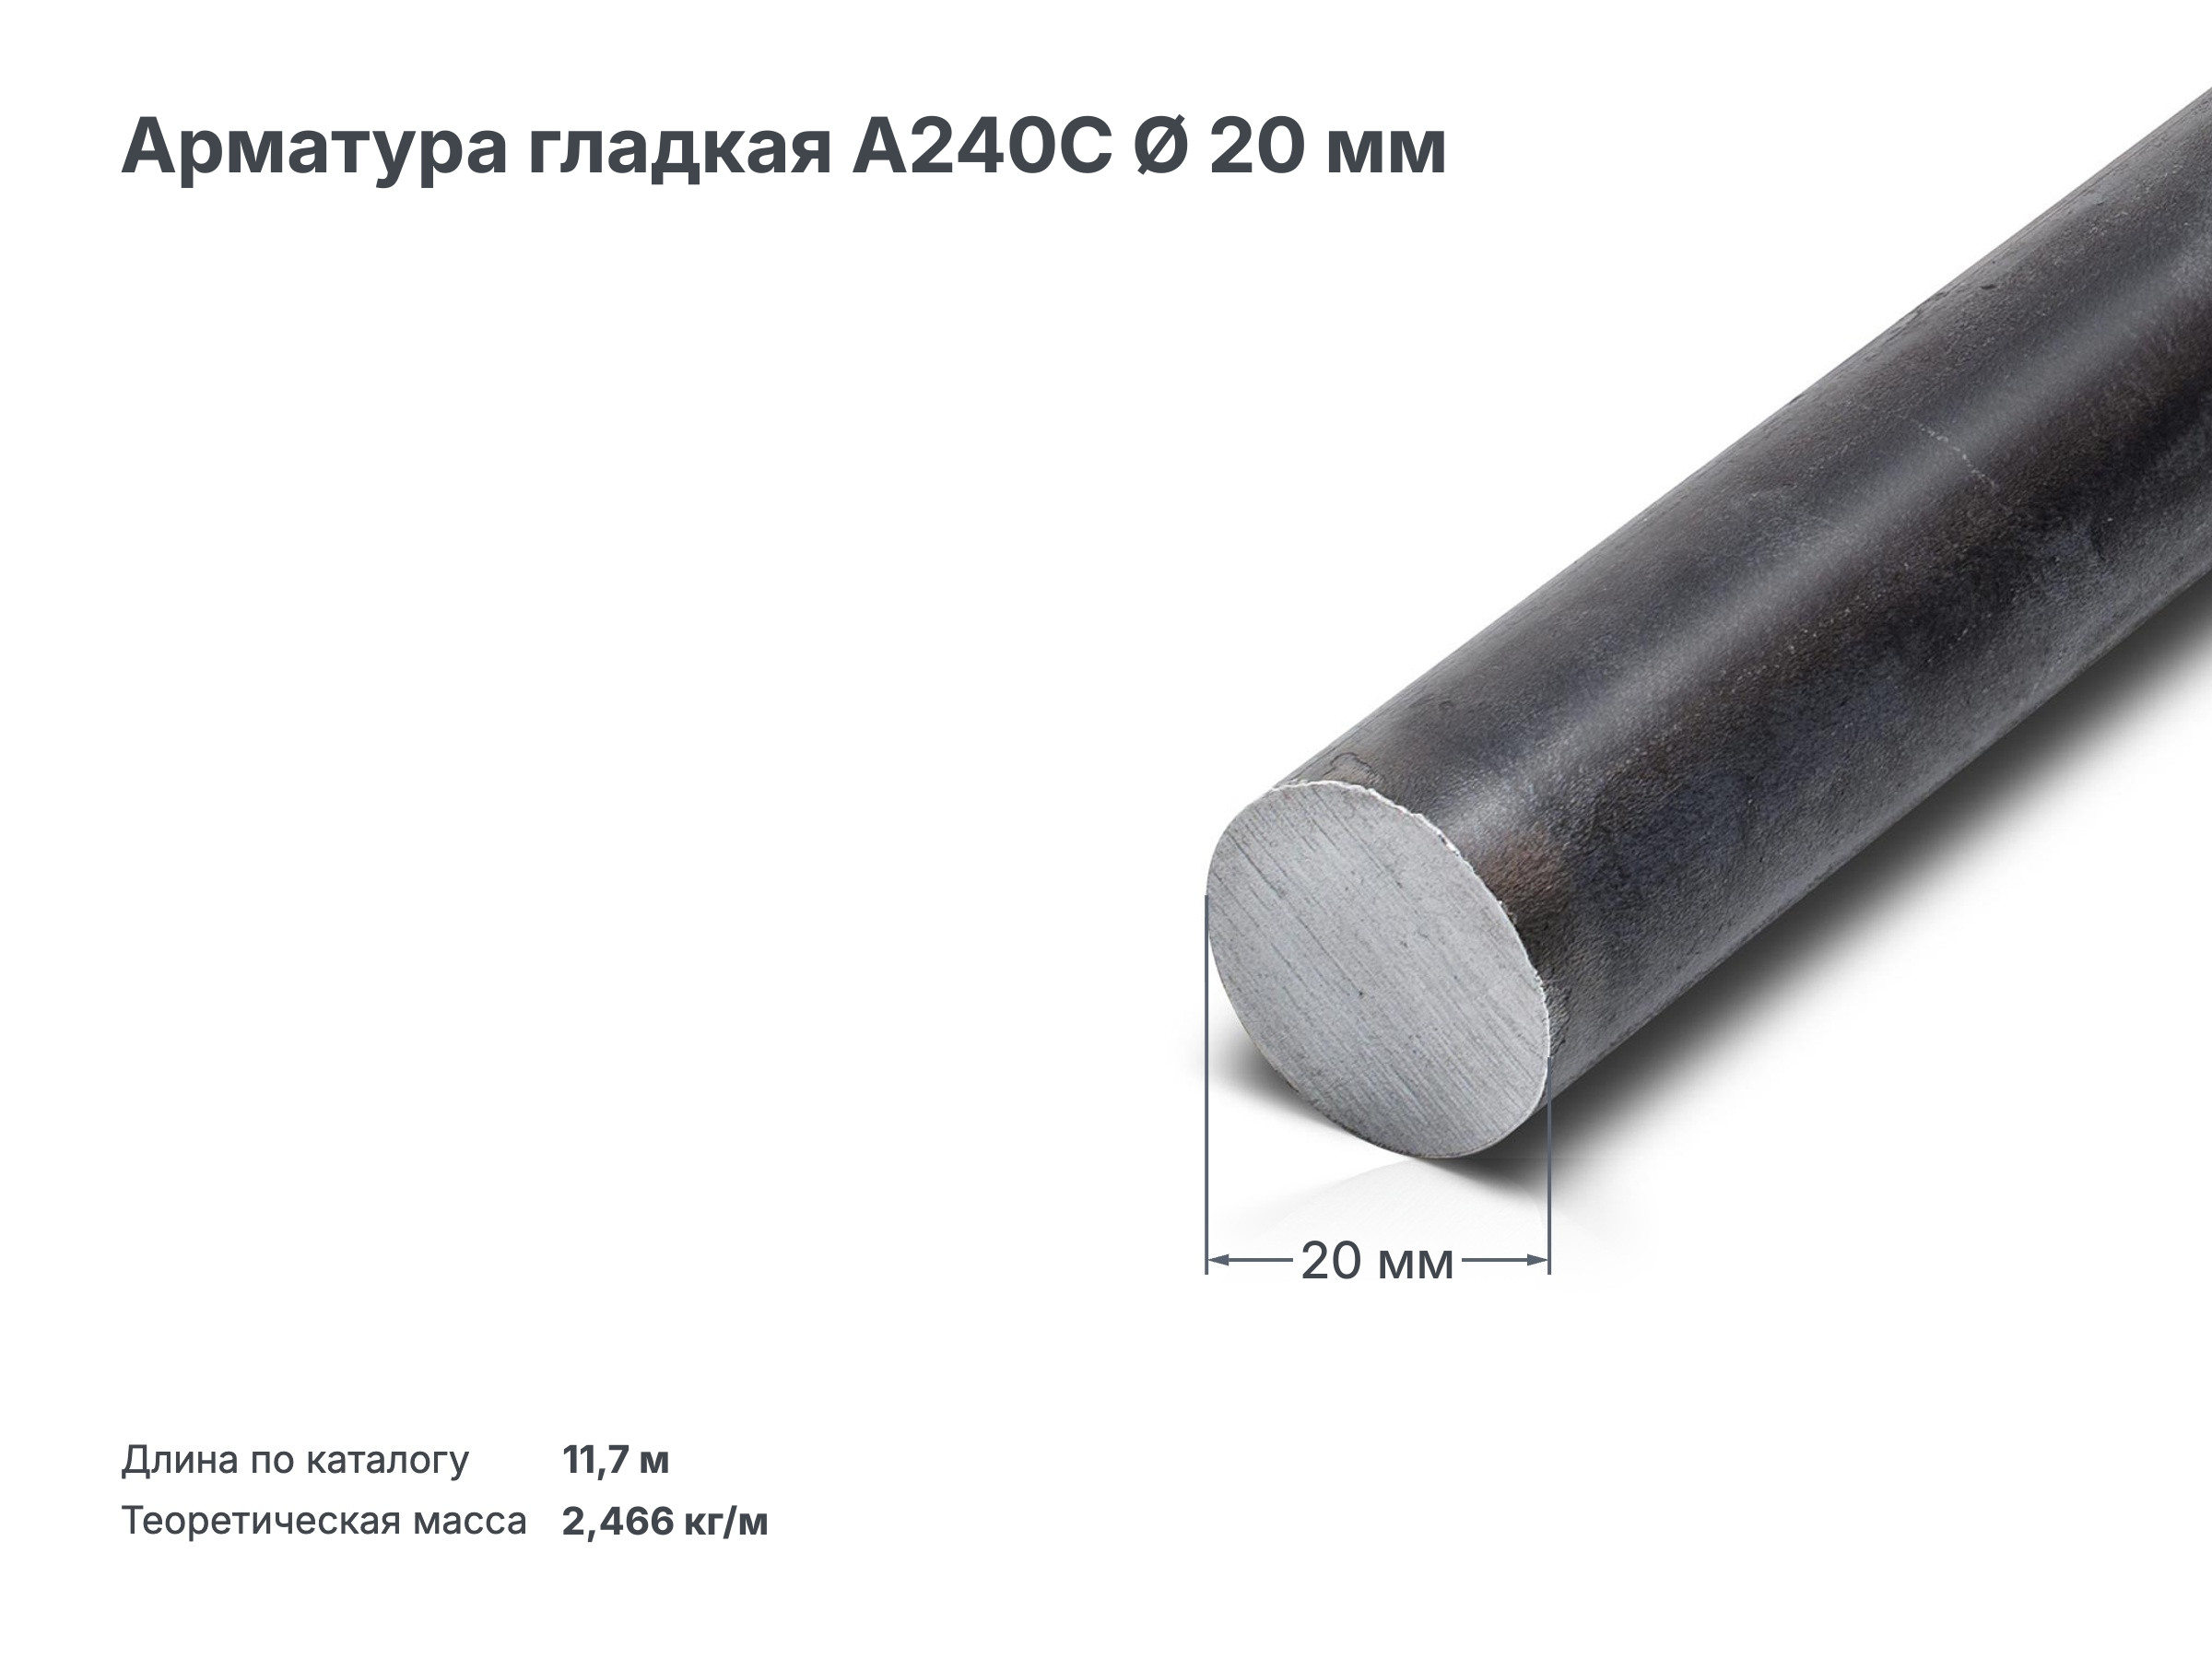 Арматура гладкая А240С Ø 20 мм
20 мм
Длина по каталогу 11,7 м
Теоретическая масса 2,466 кг/м